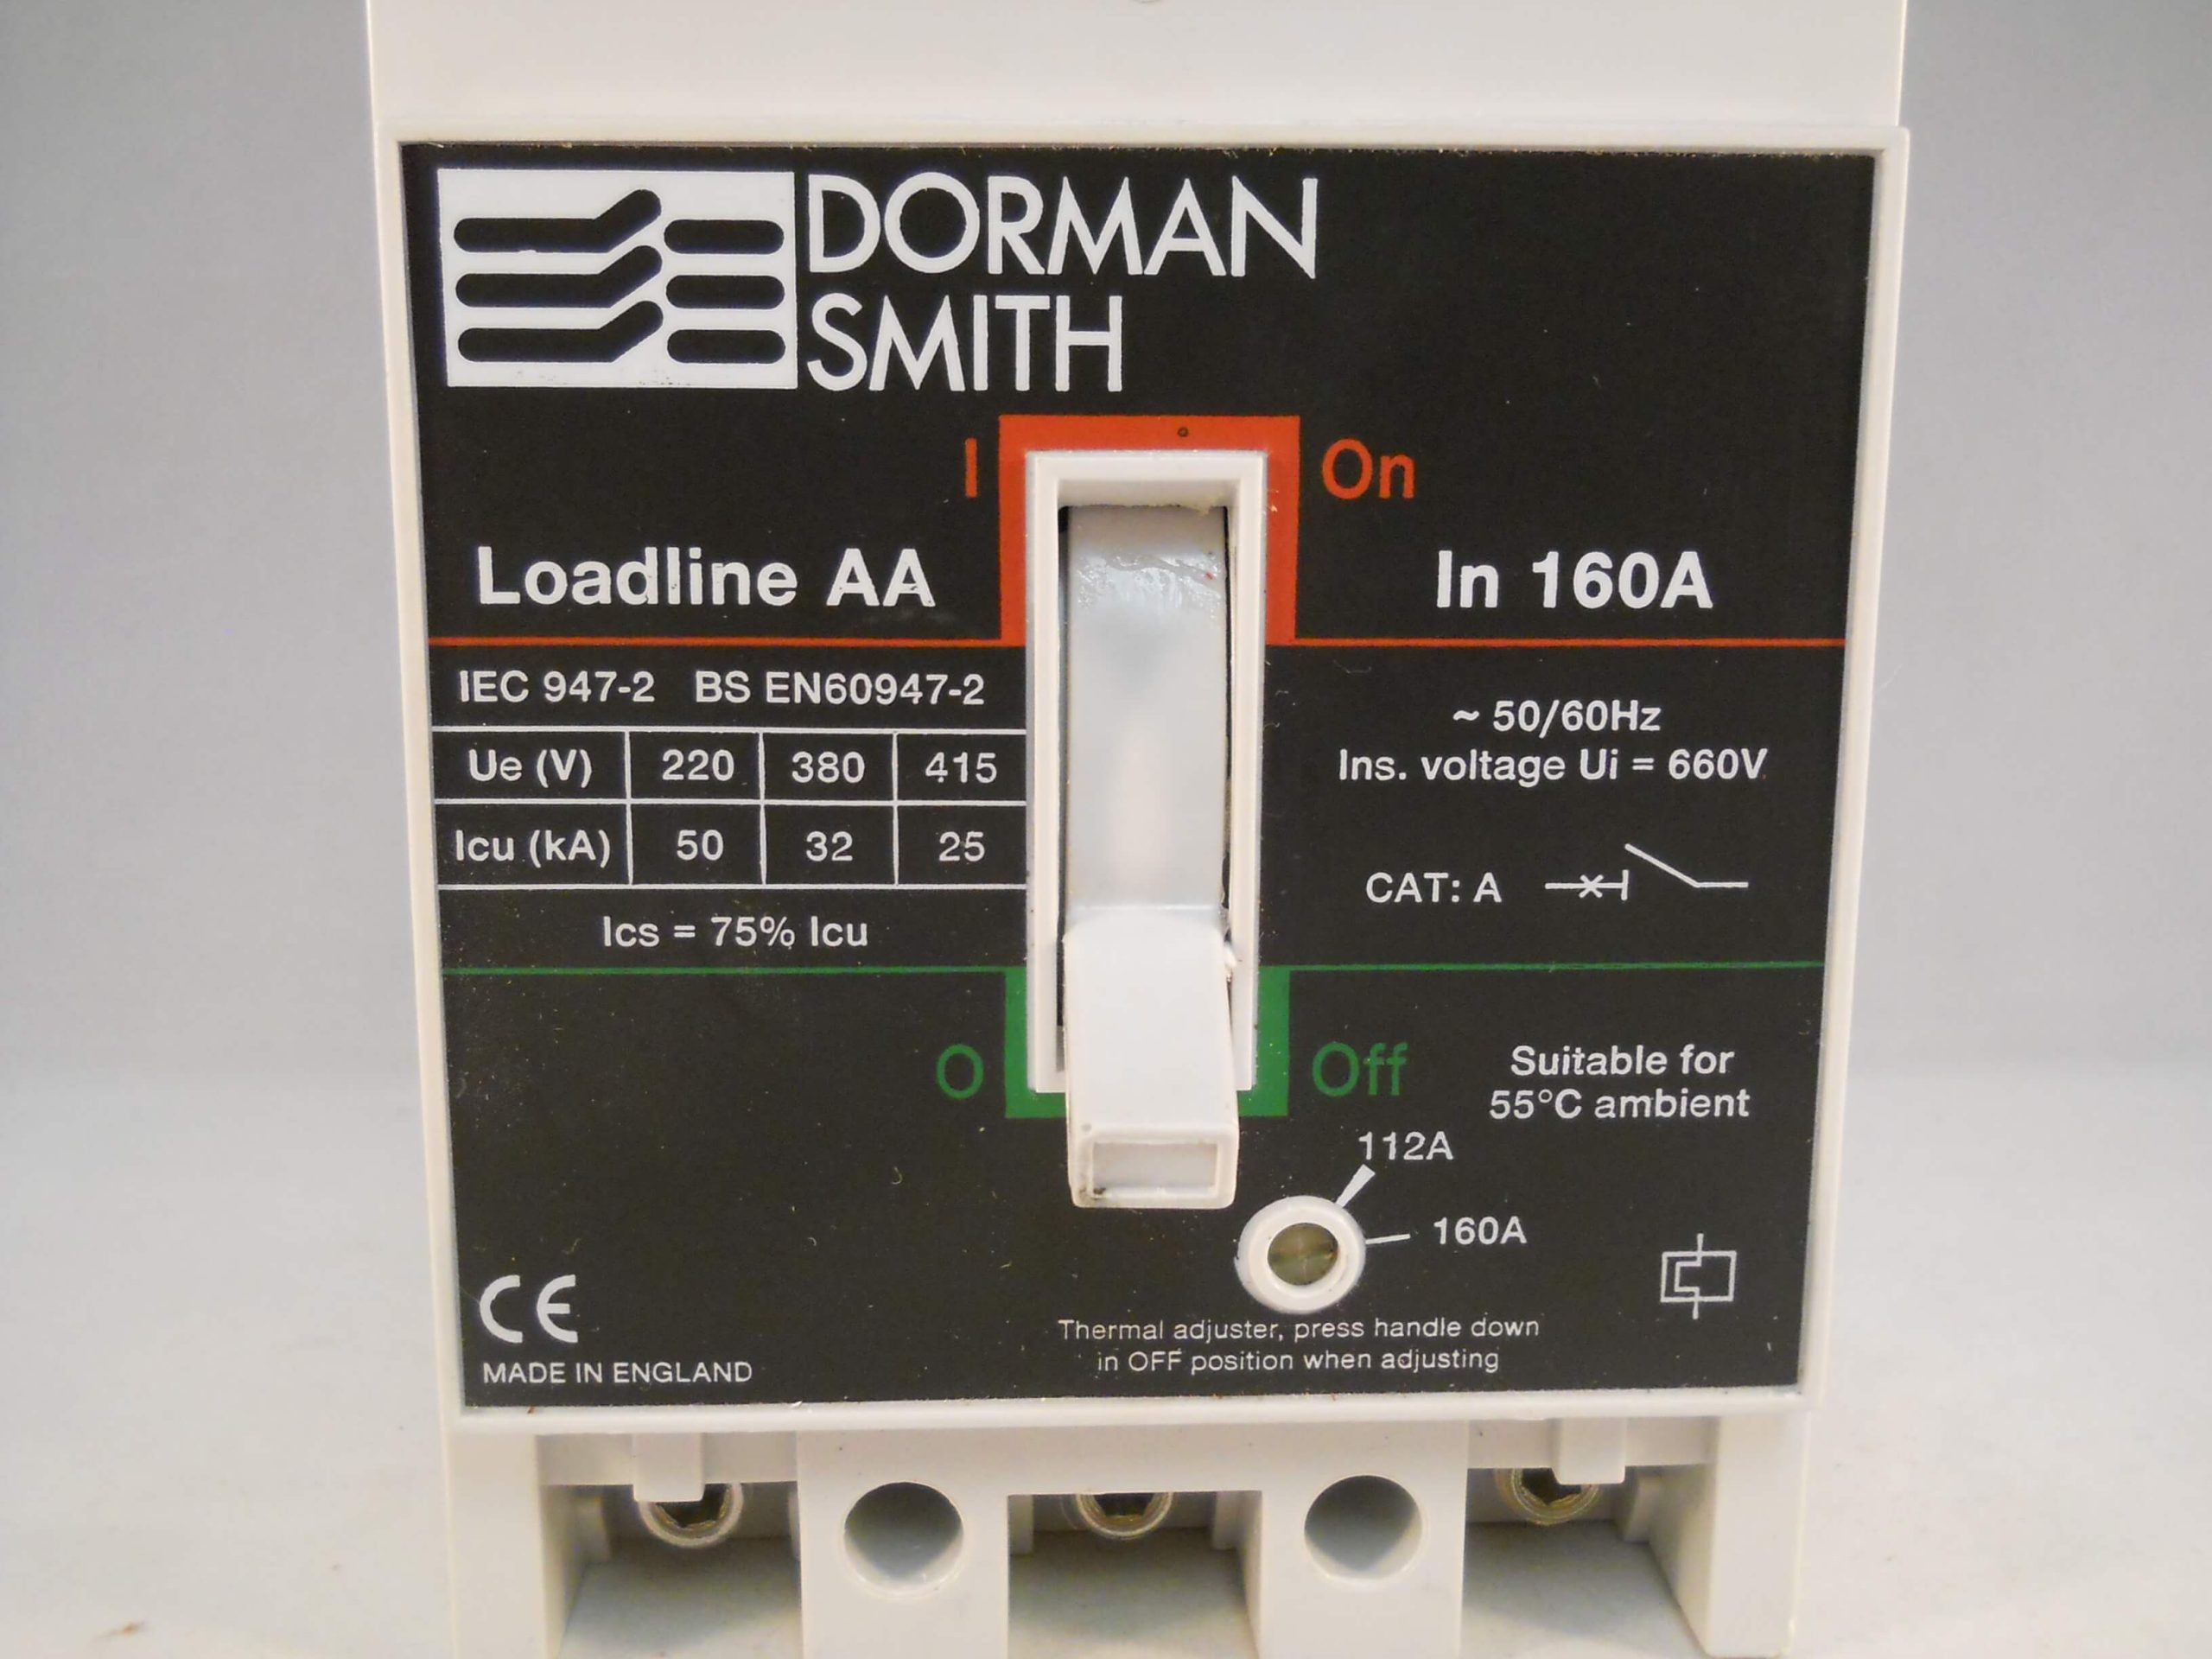 DORMAN
SMITH
I On
Loadline AA
In 160A
IEC 947-2 BS EN60947-2
Ue (V) 220 380 415
Icu (kA) 50 32 25
Ics = 75% Icu
~ 50/60Hz
Ins. voltage Ui = 660V
CAT: A
O Off
Suitable for
55°C ambient
112A
160A
Thermal adjuster, press handle down
in OFF position when adjusting
CE
MADE IN ENGLAND